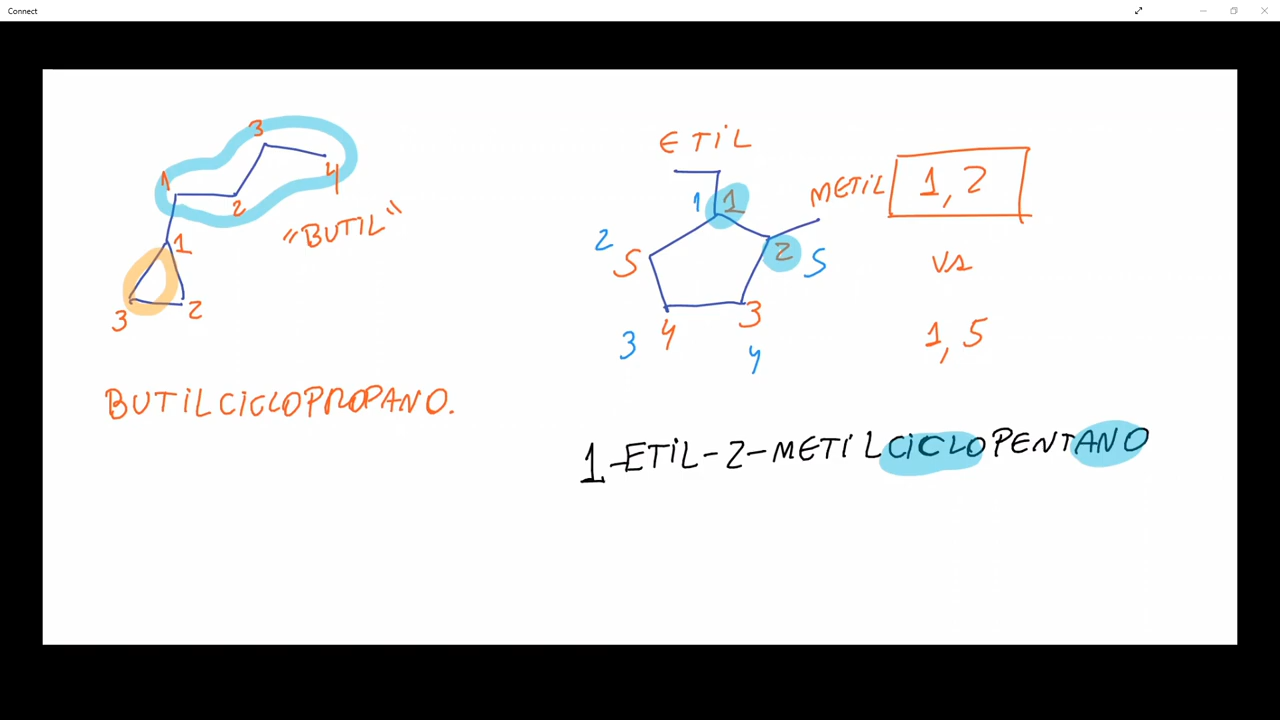 Connect
3
1
4
2
"BUTIL"
1
3
2
BUTILCICLOPROPANO.
ETIL
1
1
METIL
1, 2
2
5
2
5
vs
4
3
3
4
1, 5
1-ETIL-2-METILCICLOPENTANO